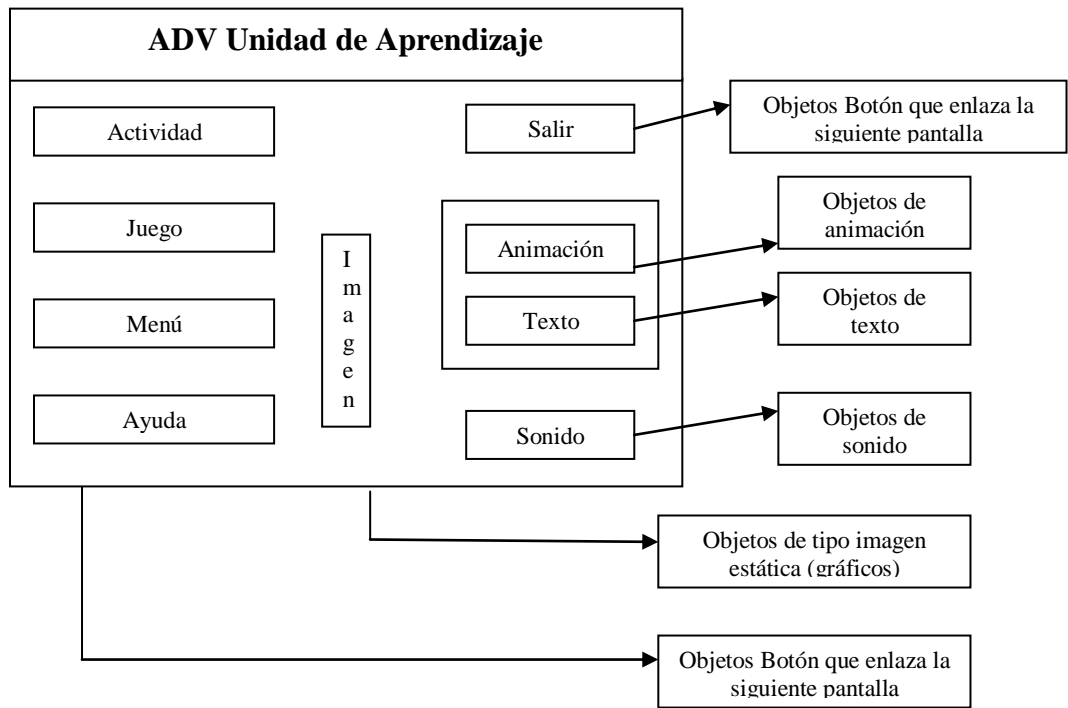 ADV Unidad de Aprendizaje
Actividad
Juego
Menú
Ayuda
Imagen
Salir
Animación
Texto
Sonido
Objetos Botón que enlaza la
siguiente pantalla
Objetos de
animación
Objetos de
texto
Objetos de
sonido
Objetos de tipo imagen
estática (gráficos)
Objetos Botón que enlaza la
siguiente pantalla